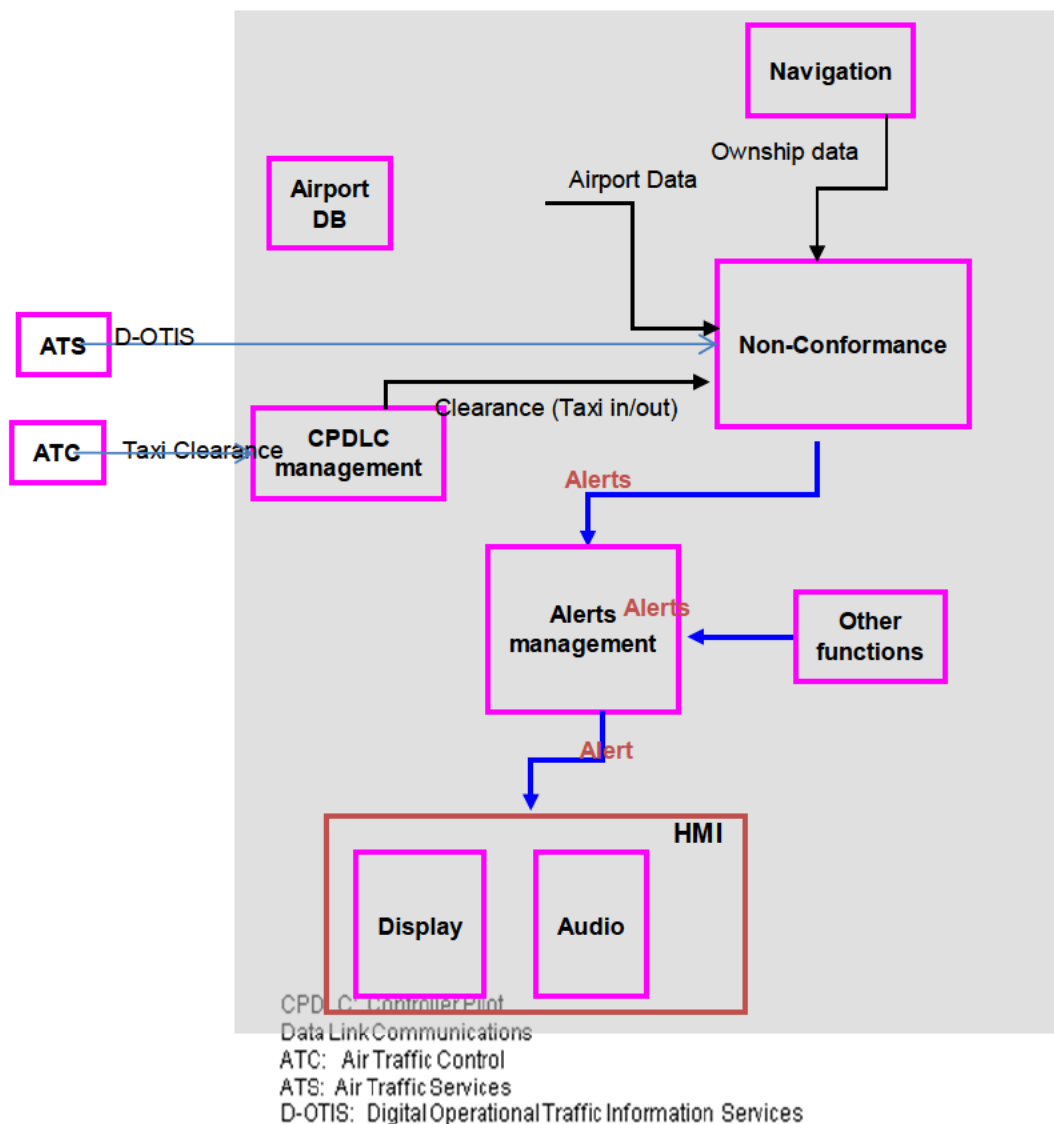 Navigation
Ownship data
Airport Data
Airport
DB
ATS
D-OTIS
Non-Conformance
Clearance (Taxi in/out)
ATC
Taxi Clearance
CPDLC
management
Alerts
Alerts
management
Alerts
Other
functions
Alert
HMI
Display
Audio
CPDLC: Controller Pilot
Data Link Communications
ATC: Air Traffic Control
ATS: Air Traffic Services
D-OTIS: Digital Operational Traffic Information Services